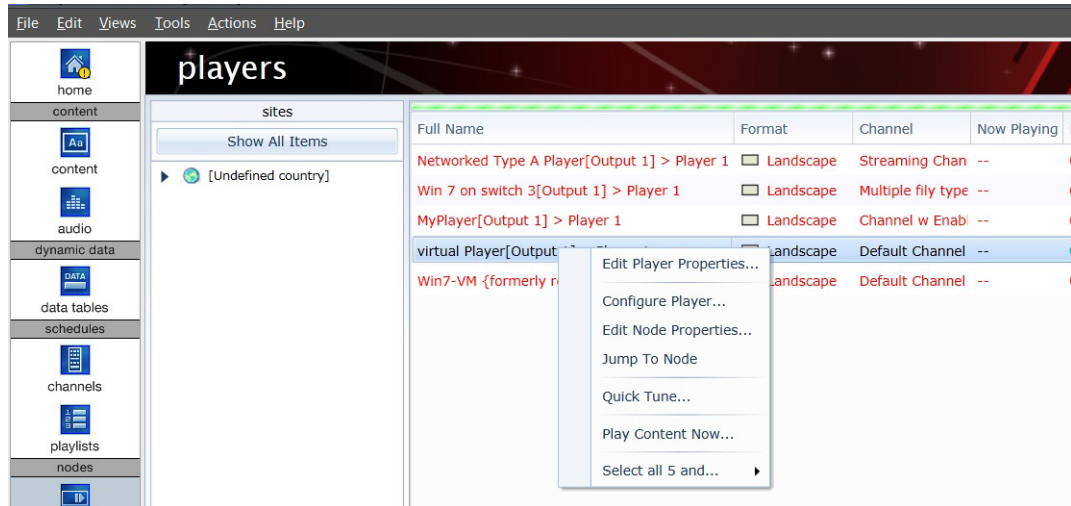 File Edit Views Tools Actions Help
players
home
content
content
audio
dynamic data
DATA
data tables
schedules
channels
playlists
nodes
sites
Show All Items
[Undefined country]
Full Name Format Channel Now Playing
Networked Type A Player[Output 1] > Player 1 Landscape Streaming Chan --
Win 7 on switch 3[Output 1] > Player 1 Landscape Multiple fily type --
MyPlayer[Output 1] > Player 1 Landscape Channel w Enabl --
virtual Player[Output Landscape Default Channel --
Win7-VM {formerly r Landscape Default Channel --
Edit Player Properties...
Configure Player...
Edit Node Properties...
Jump To Node
Quick Tune...
Play Content Now...
Select all 5 and...